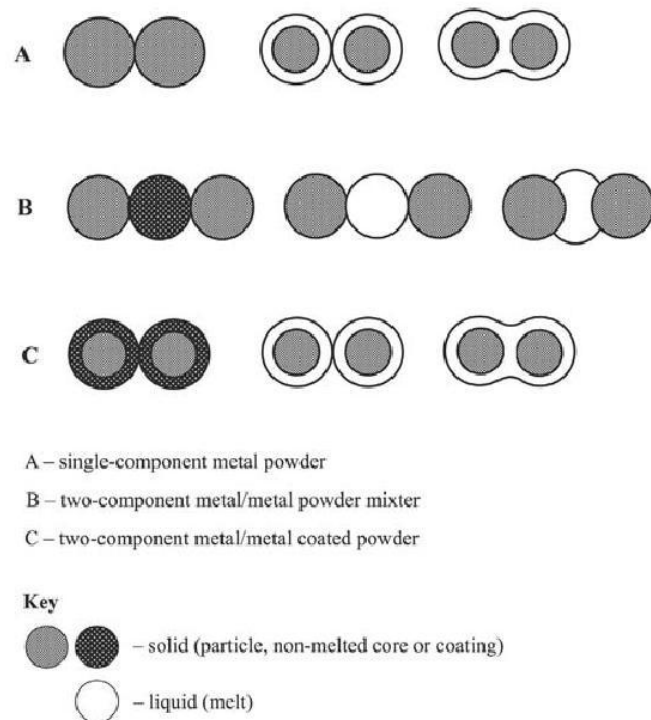 A
B
C
A – single-component metal powder
B – two-component metal/metal powder mixter
C – two-component metal/metal coated powder
Key
– solid (particle, non-melted core or coating)
– liquid (melt)